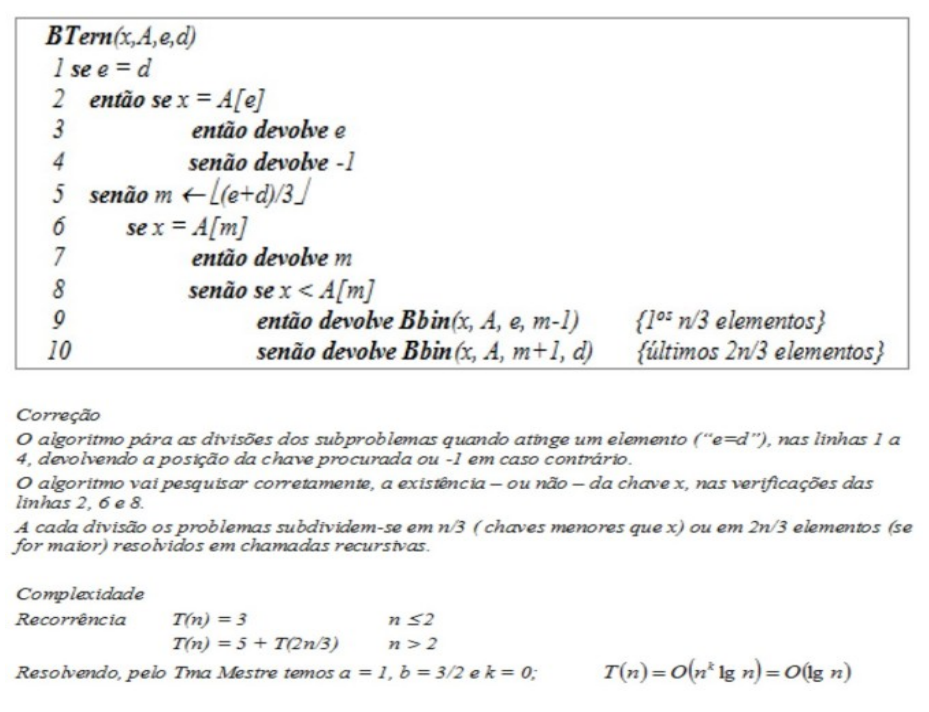 BTern(x,A,e,d)
1 se e = d
2 então se x = A[e]
3 então devolve e
4 senão devolve -1
5 senão m ←⌊(e+d)/3⌋
6 se x = A[m]
7 então devolve m
8 senão se x < A[m]
9 então devolve Bbin(x, A, e, m-1) {1ºˢ n/3 elementos}
10 senão devolve Bbin(x, A, m+1, d) {últimos 2n/3 elementos}
Correção
O algoritmo pára as divisões dos subproblemas quando atinge um elemento (“e=d”), nas linhas 1 a
4, devolvendo a posição da chave procurada ou -1 em caso contrário.
O algoritmo vai pesquisar corretamente, a existência – ou não – da chave x, nas verificações das
linhas 2, 6 e 8.
A cada divisão os problemas subdividem-se em n/3 ( chaves menores que x) ou em 2n/3 elementos (se
for maior) resolvidos em chamadas recursivas.
Complexidade
Recorrência T(n) = 3 n ≤2
T(n) = 5 + T(2n/3) n > 2
Resolvendo, pelo Tma Mestre temos a = 1, b = 3/2 e k = 0; T(n) = O(nᵏ lg n) = O(lg n)